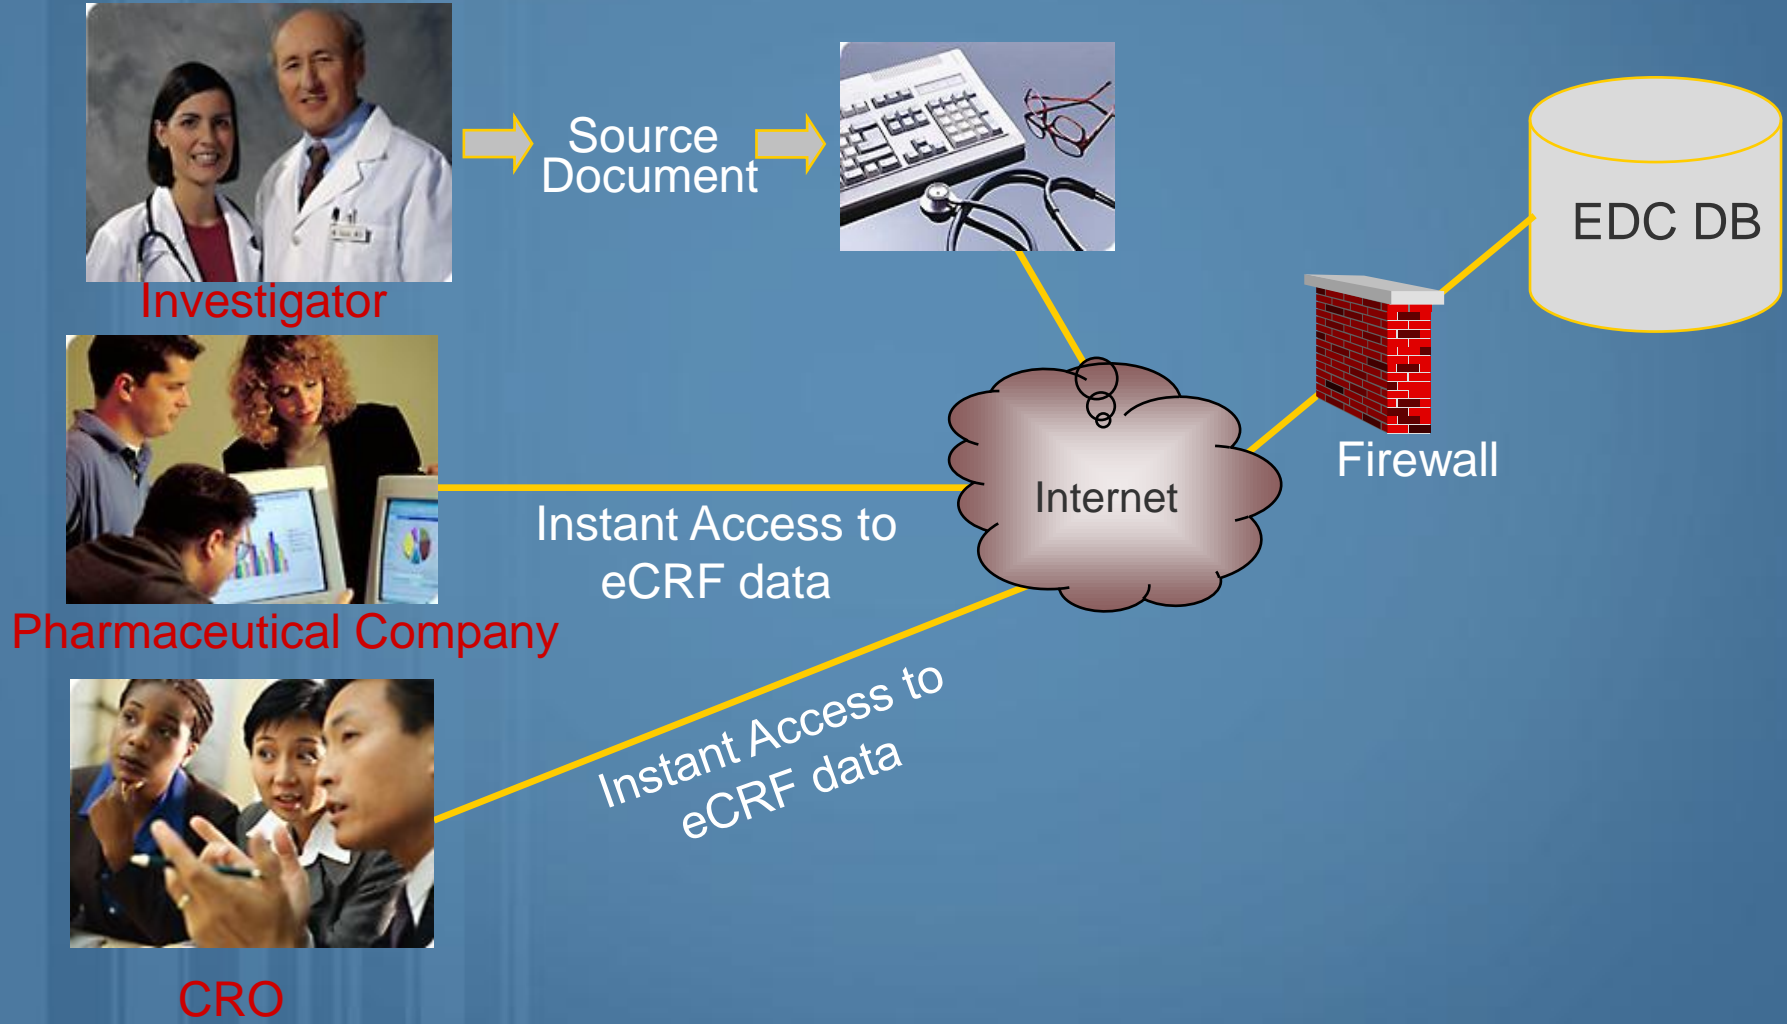 Source
Document
EDC DB
Investigator
Firewall
Internet
Instant Access to
eCRF data
Pharmaceutical Company
Instant Access to
eCRF data
CRO